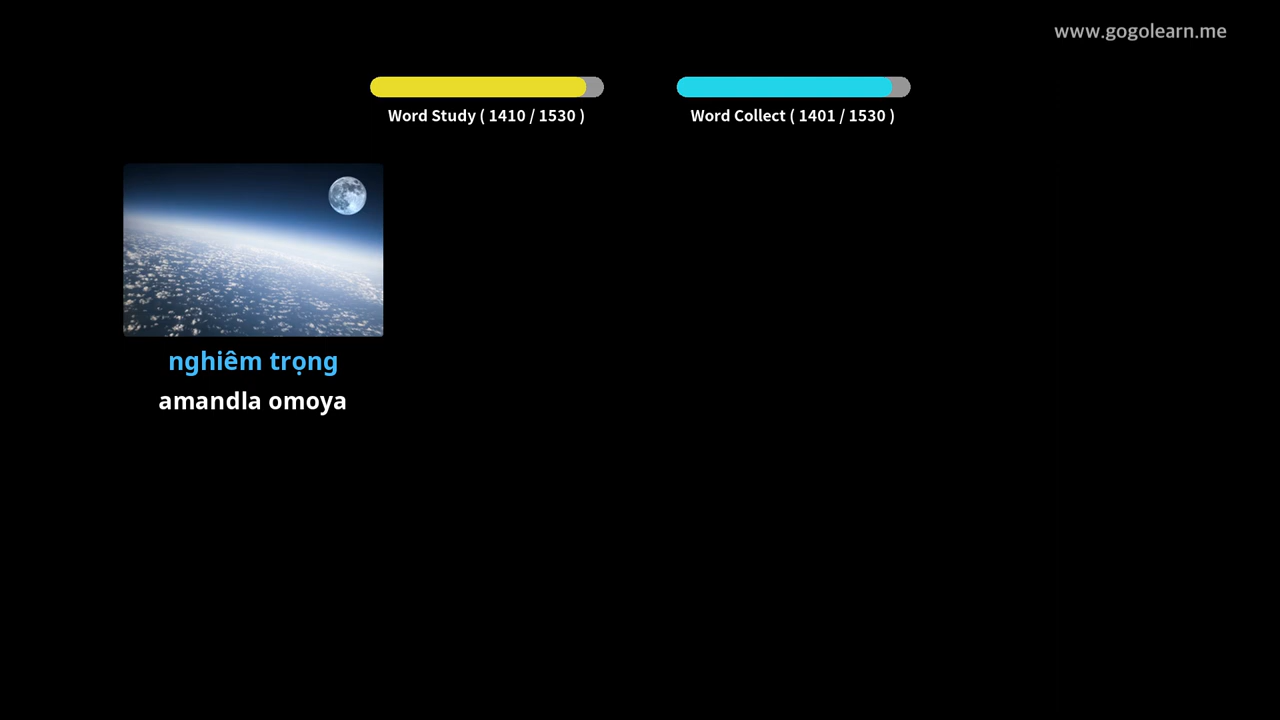 www.gogolearn.me
Word Study ( 1410 / 1530 )
Word Collect ( 1401 / 1530 )
nghiêm trọng
amandla omoya